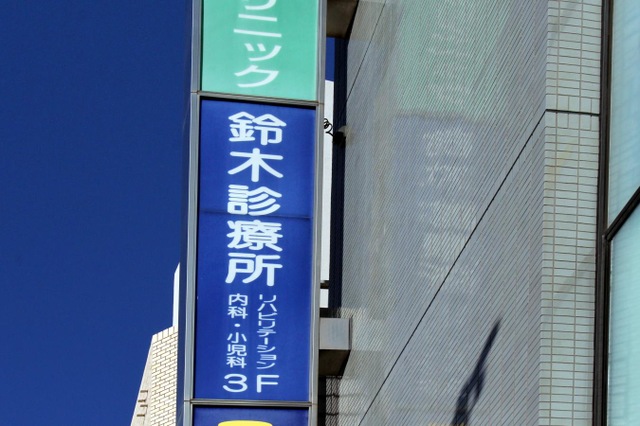 リニック
鈴木診療所
リハビリテーション
内科・小児科
3F